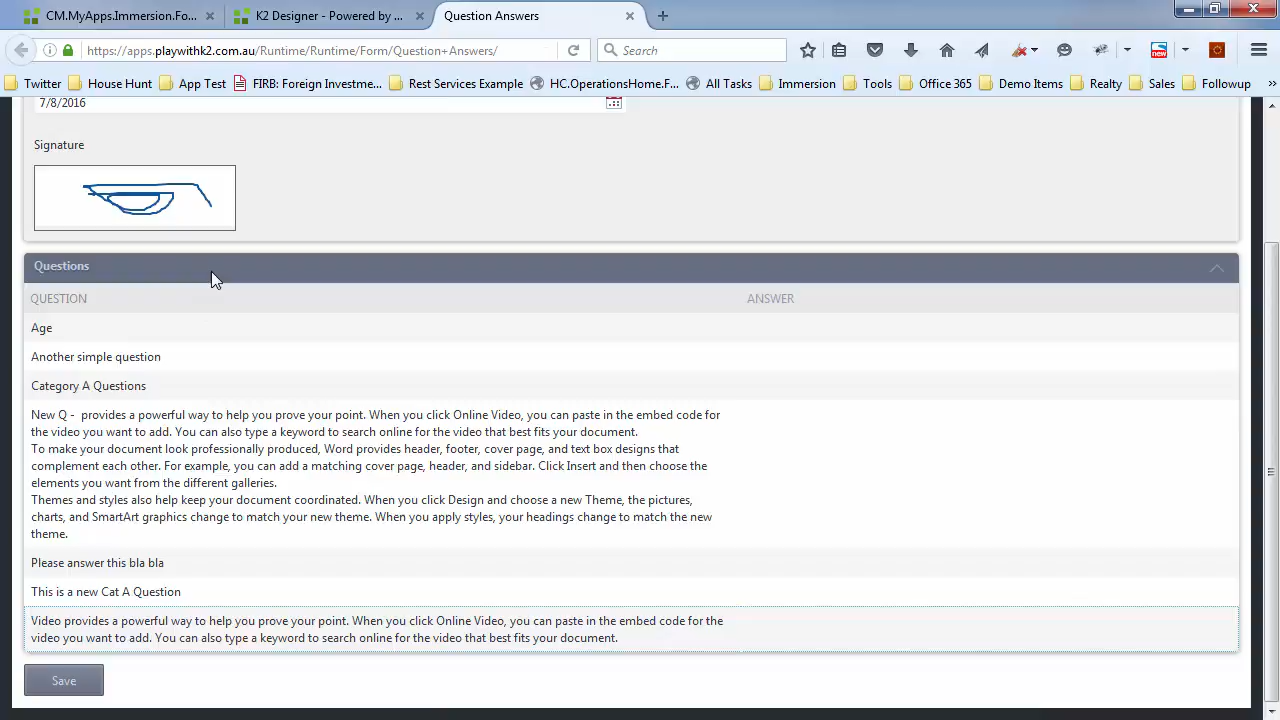 CM.MyApps.Immersion.Fo...
K2 Designer - Powered by ...
Question Answers
https://apps.playwithk2.com.au/Runtime/Runtime/Form/Question+Answers/
Search
Twitter
House Hunt
App Test
FIRB: Foreign Investme...
Rest Services Example
HC.OperationsHome.F...
All Tasks
Immersion
Tools
Office 365
Demo Items
Realty
Sales
Followup
7/8/2016
Signature
Questions
QUESTION ANSWER
Age
Another simple question
Category A Questions
New Q -  provides a powerful way to help you prove your point. When you click Online Video, you can paste in the embed code for
the video you want to add. You can also type a keyword to search online for the video that best fits your document.
To make your document look professionally produced, Word provides header, footer, cover page, and text box designs that
complement each other. For example, you can add a matching cover page, header, and sidebar. Click Insert and then choose the
elements you want from the different galleries.
Themes and styles also help keep your document coordinated. When you click Design and choose a new Theme, the pictures,
charts, and SmartArt graphics change to match your new theme. When you apply styles, your headings change to match the new
theme.
Please answer this bla bla
This is a new Cat A Question
Video provides a powerful way to help you prove your point. When you click Online Video, you can paste in the embed code for the
video you want to add. You can also type a keyword to search online for the video that best fits your document.
Save